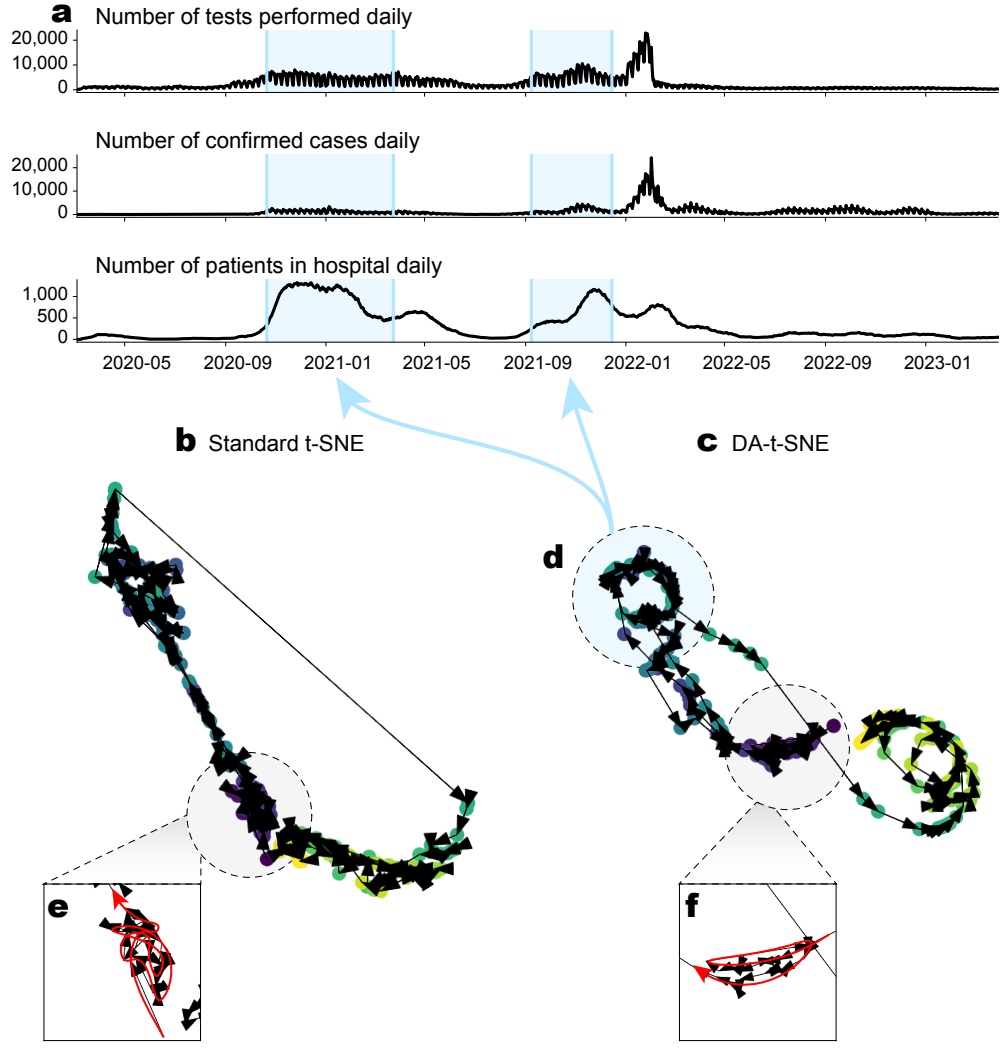 a
Number of tests performed daily
20,000
10,000
0
Number of confirmed cases daily
20,000
10,000
0
Number of patients in hospital daily
1,000
500
0
2020-05 2020-09 2021-01 2021-05 2021-09 2022-01 2022-05 2022-09 2023-01
b Standard t-SNE
c DA-t-SNE
d
e
f